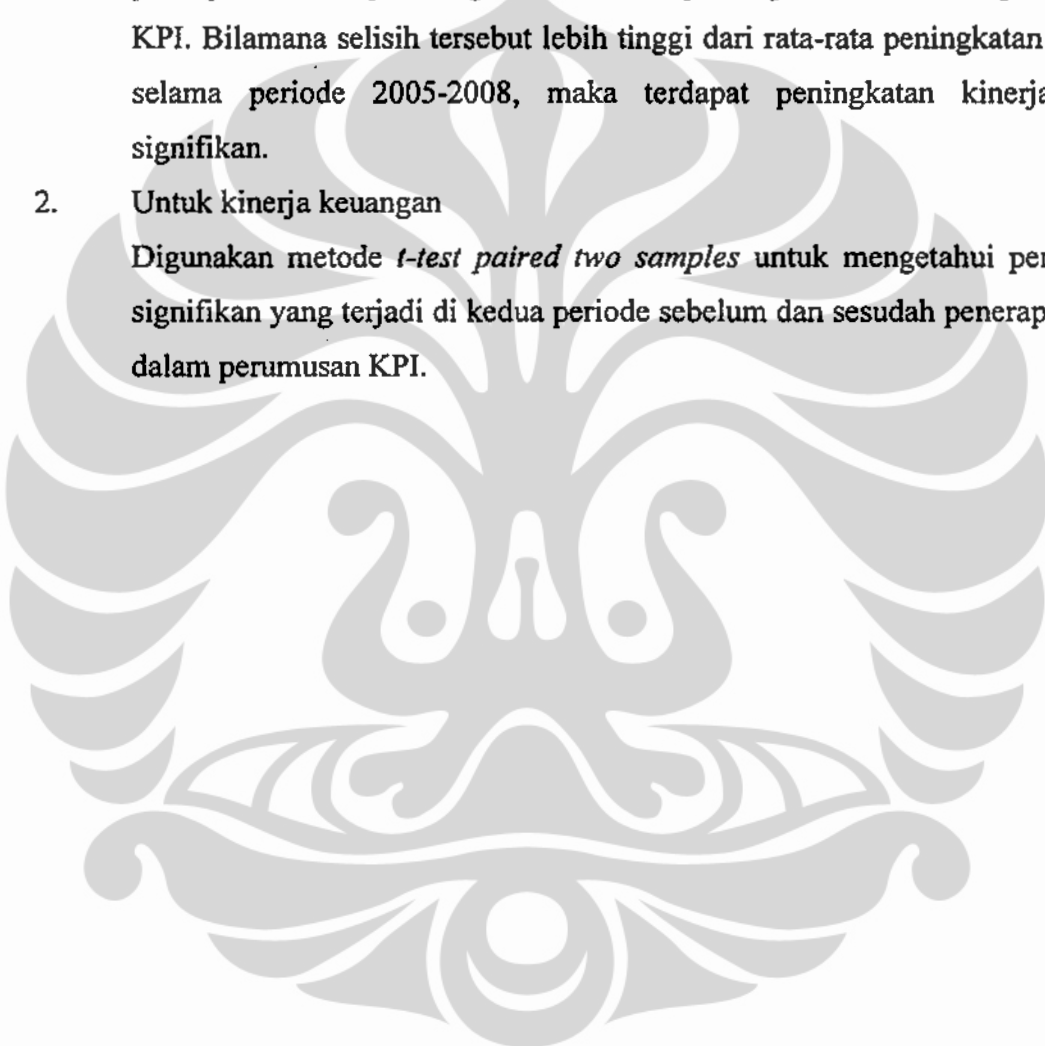 KPI. Bilamana selisih tersebut lebih tinggi dari rata-rata peningkatan
selama periode 2005-2008, maka terdapat peningkatan kinerja
signifikan.
2. Untuk kinerja keuangan
Digunakan metode t-test paired two samples untuk mengetahui
signifikan yang terjadi di kedua periode sebelum dan sesudah
dalam perumusan KPI.